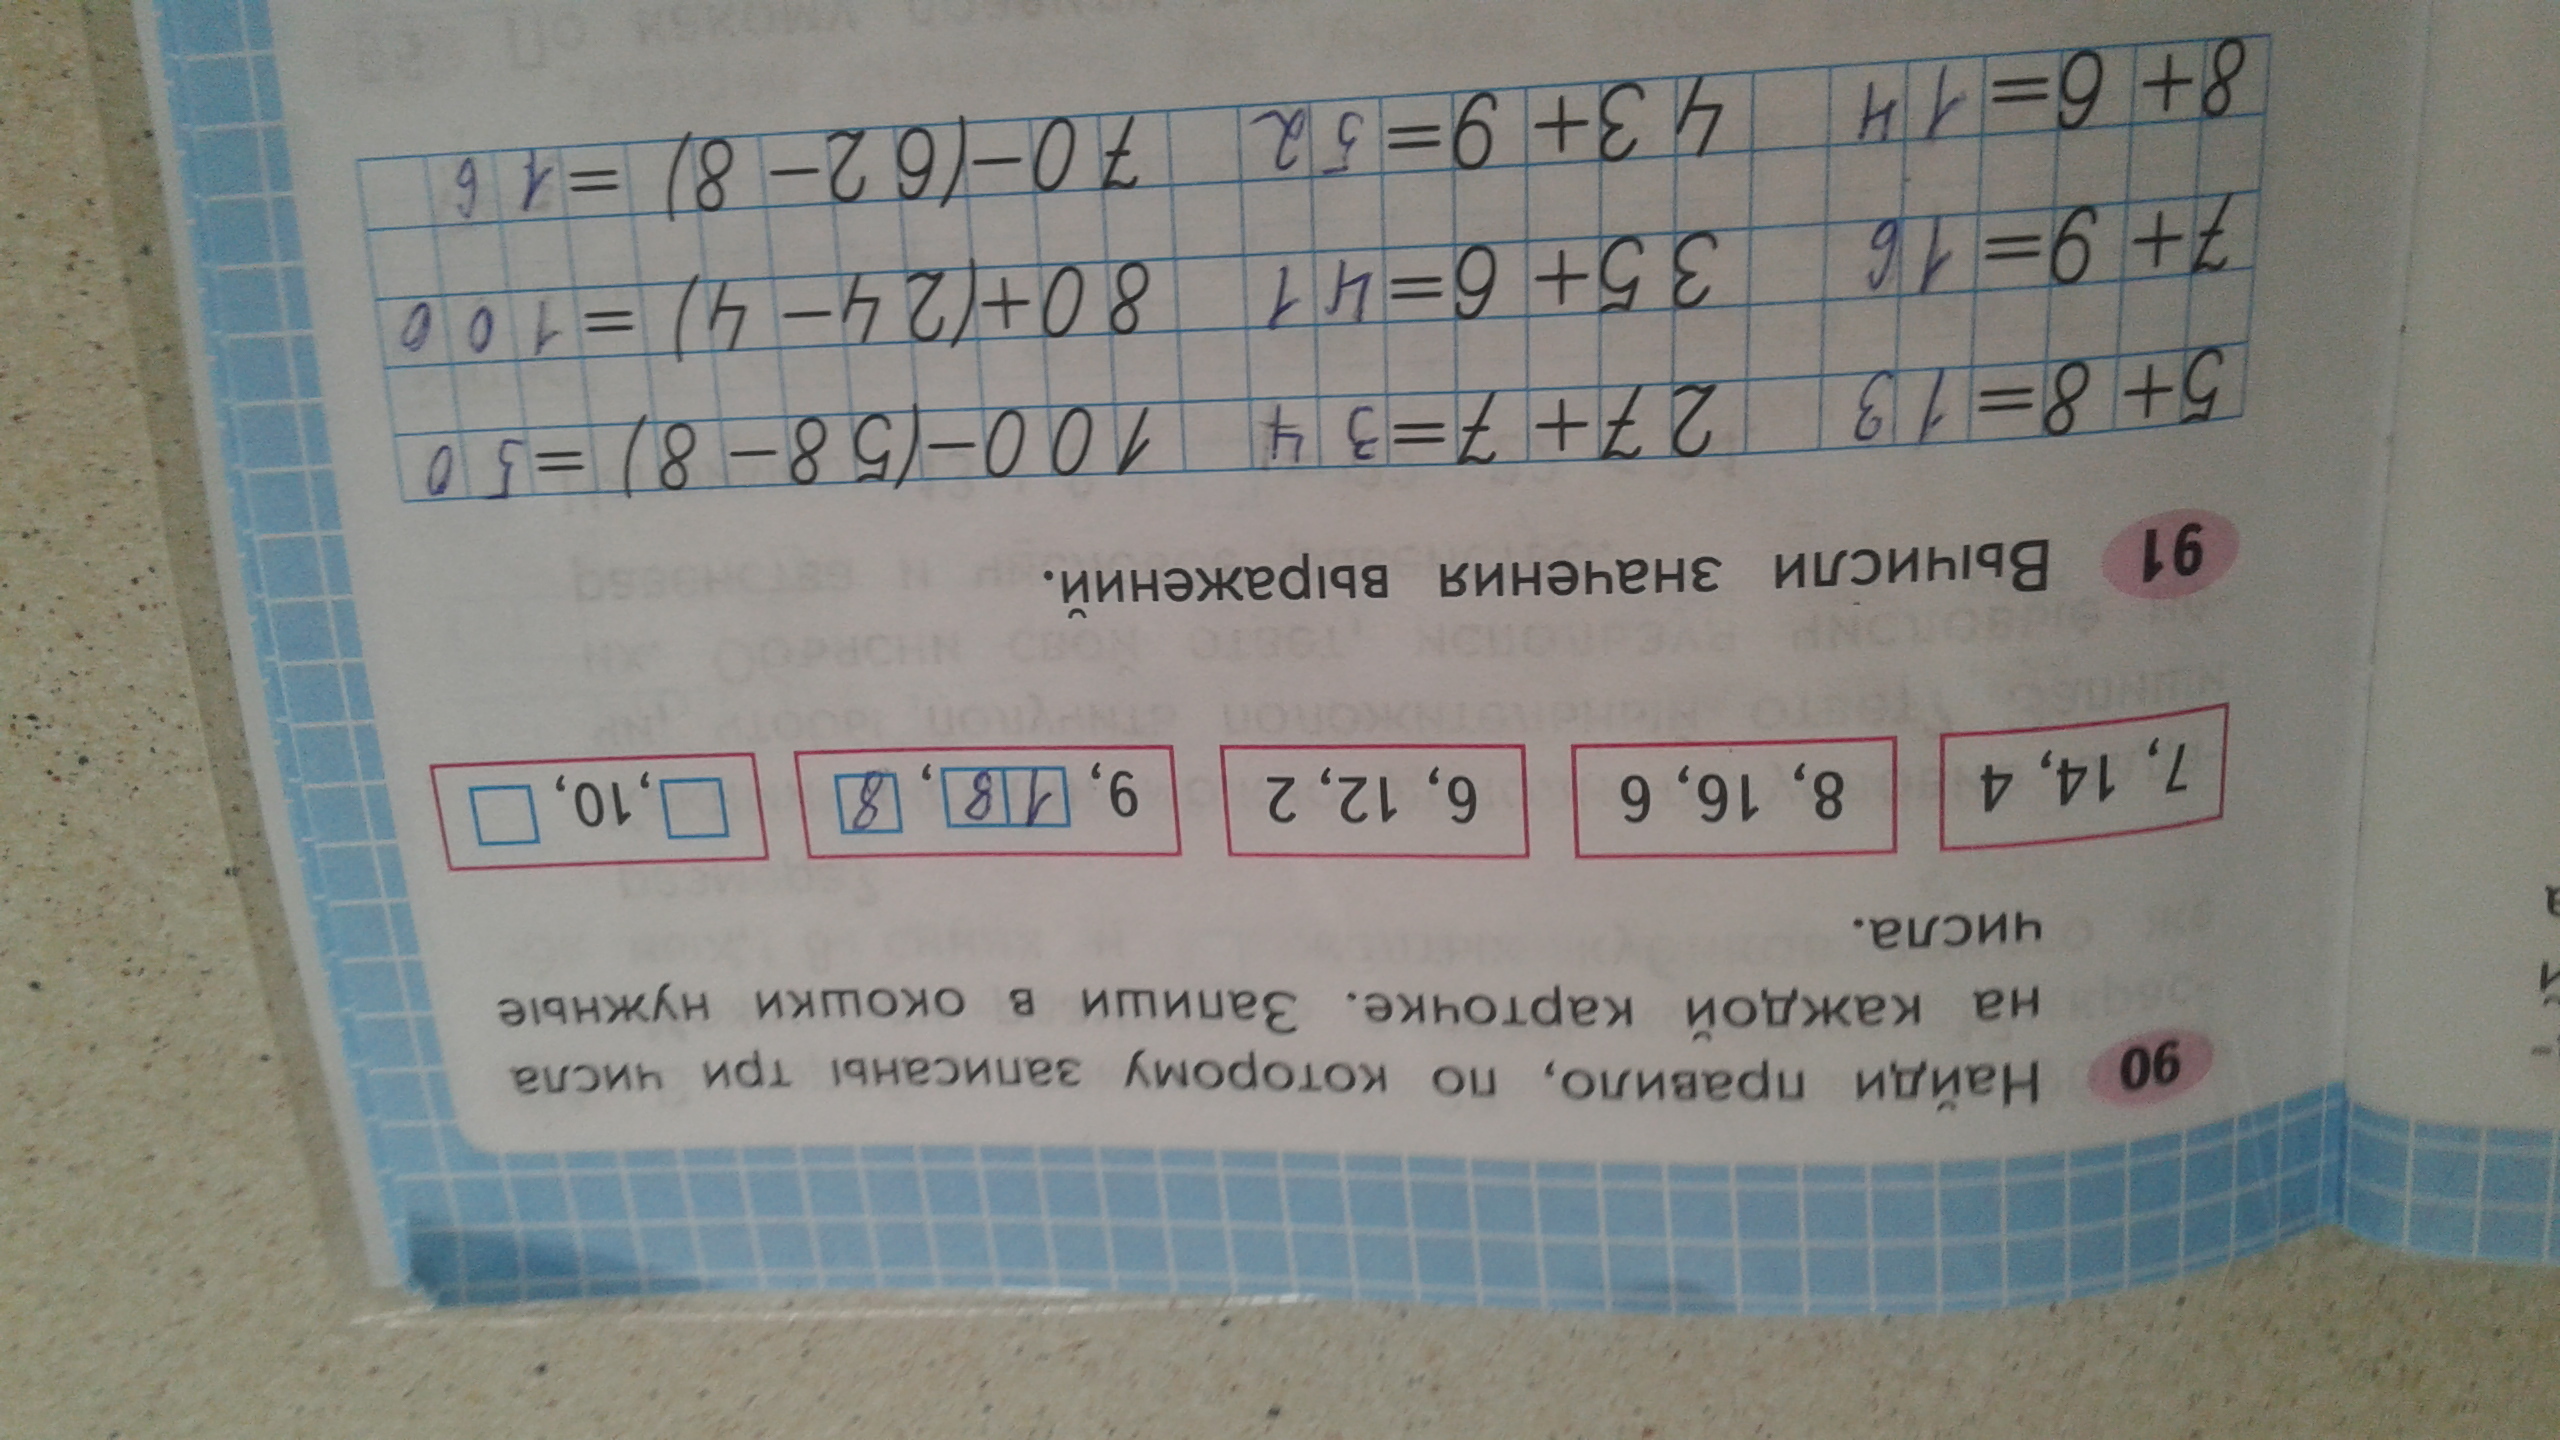 90 Найди правило, по которому записаны три числа
на каждой карточке. Запиши в окошки нужные
числа.
7, 14, 4 8, 16, 6 6, 12, 2 9, 18, 8 □, 10, □
91 Вычисли значения выражений.
5+8=13 27+7=34 100-(58-8)=50
7+9=16 35+6=41 80+(24-4)=100
8+6=14 43+9=52 70-(62-8)=16